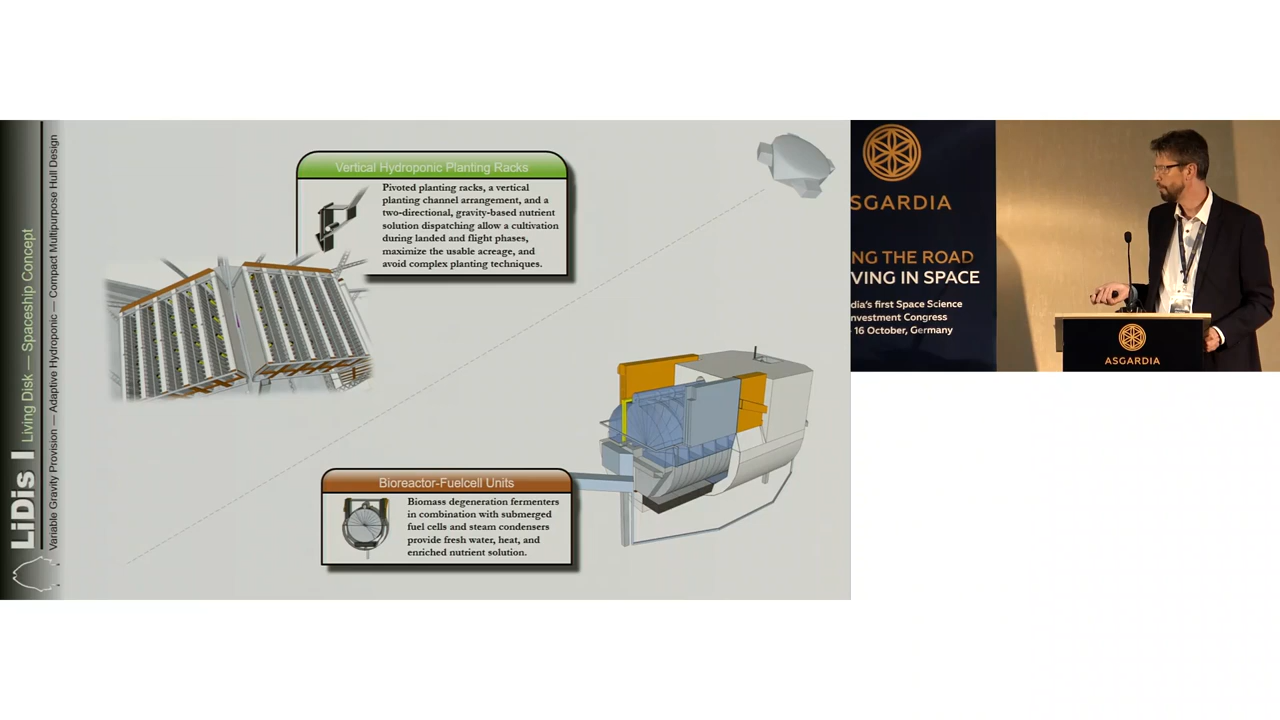 LiDis I Living Disk — Spaceship Concept
Variable Gravity Provision — Adaptive Hydroponic — Compact Multipurpose Hull Design
Vertical Hydroponic Planting Racks
Pivoted planting racks, a vertical
planting channel arrangement, and a
two-directional, gravity-based nutrient
solution dispatching allow a cultivation
during landed and flight phases,
maximize the usable acreage, and
avoid complex planting techniques.
Bioreactor-Fuelcell Units
Biomass degeneration fermenters
in combination with submerged
fuel cells and steam condensers
provide fresh water, heat, and
enriched nutrient solution.
SGARDIA
NG THE ROAD
VING IN SPACE
dia's first Space Science
nvestment Congress
16 October, Germany
ASGARDIA